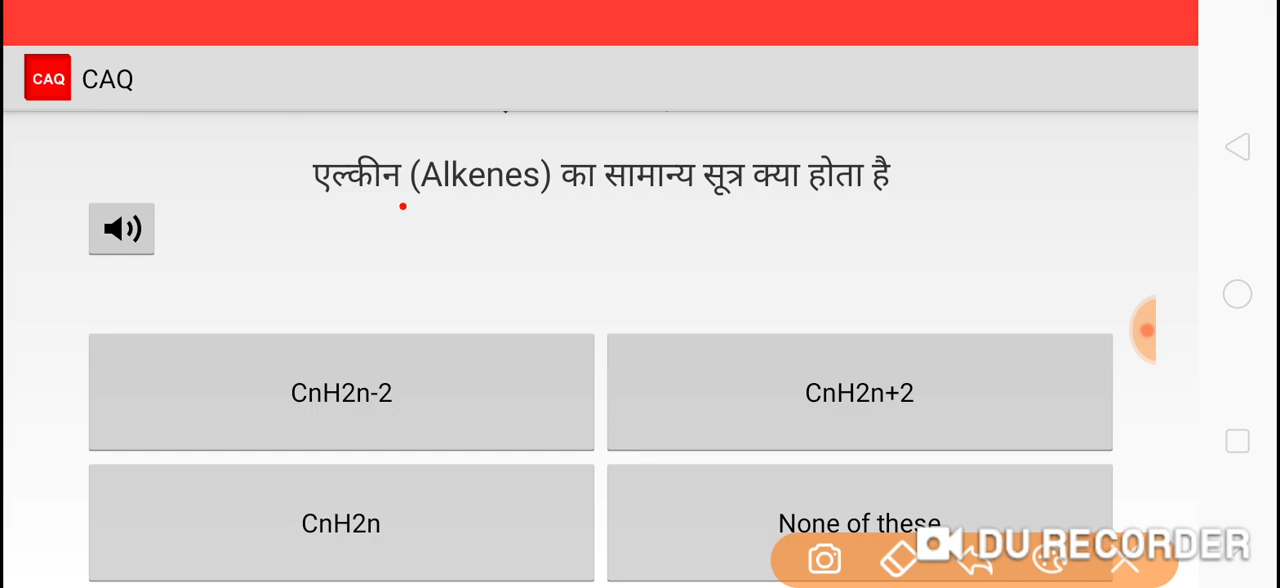 CAQ CAQ
एल्कीन (Alkenes) का सामान्य सूत्र क्या होता है
CnH2n-2
CnH2n+2
CnH2n
None of these
DU RECORDER